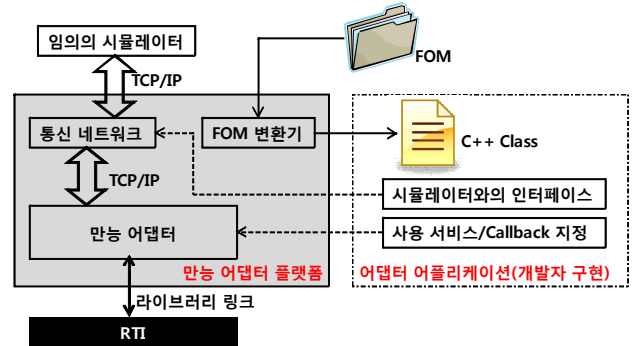 임의의 시뮬레이터
FOM
TCP/IP
통신 네트워크
FOM 변환기
C++ Class
TCP/IP
시뮬레이터와의 인터페이스
만능 어댑터
사용 서비스/Callback 지정
만능 어댑터 플랫폼
어댑터 어플리케이션(개발자 구현)
라이브러리 링크
RTI